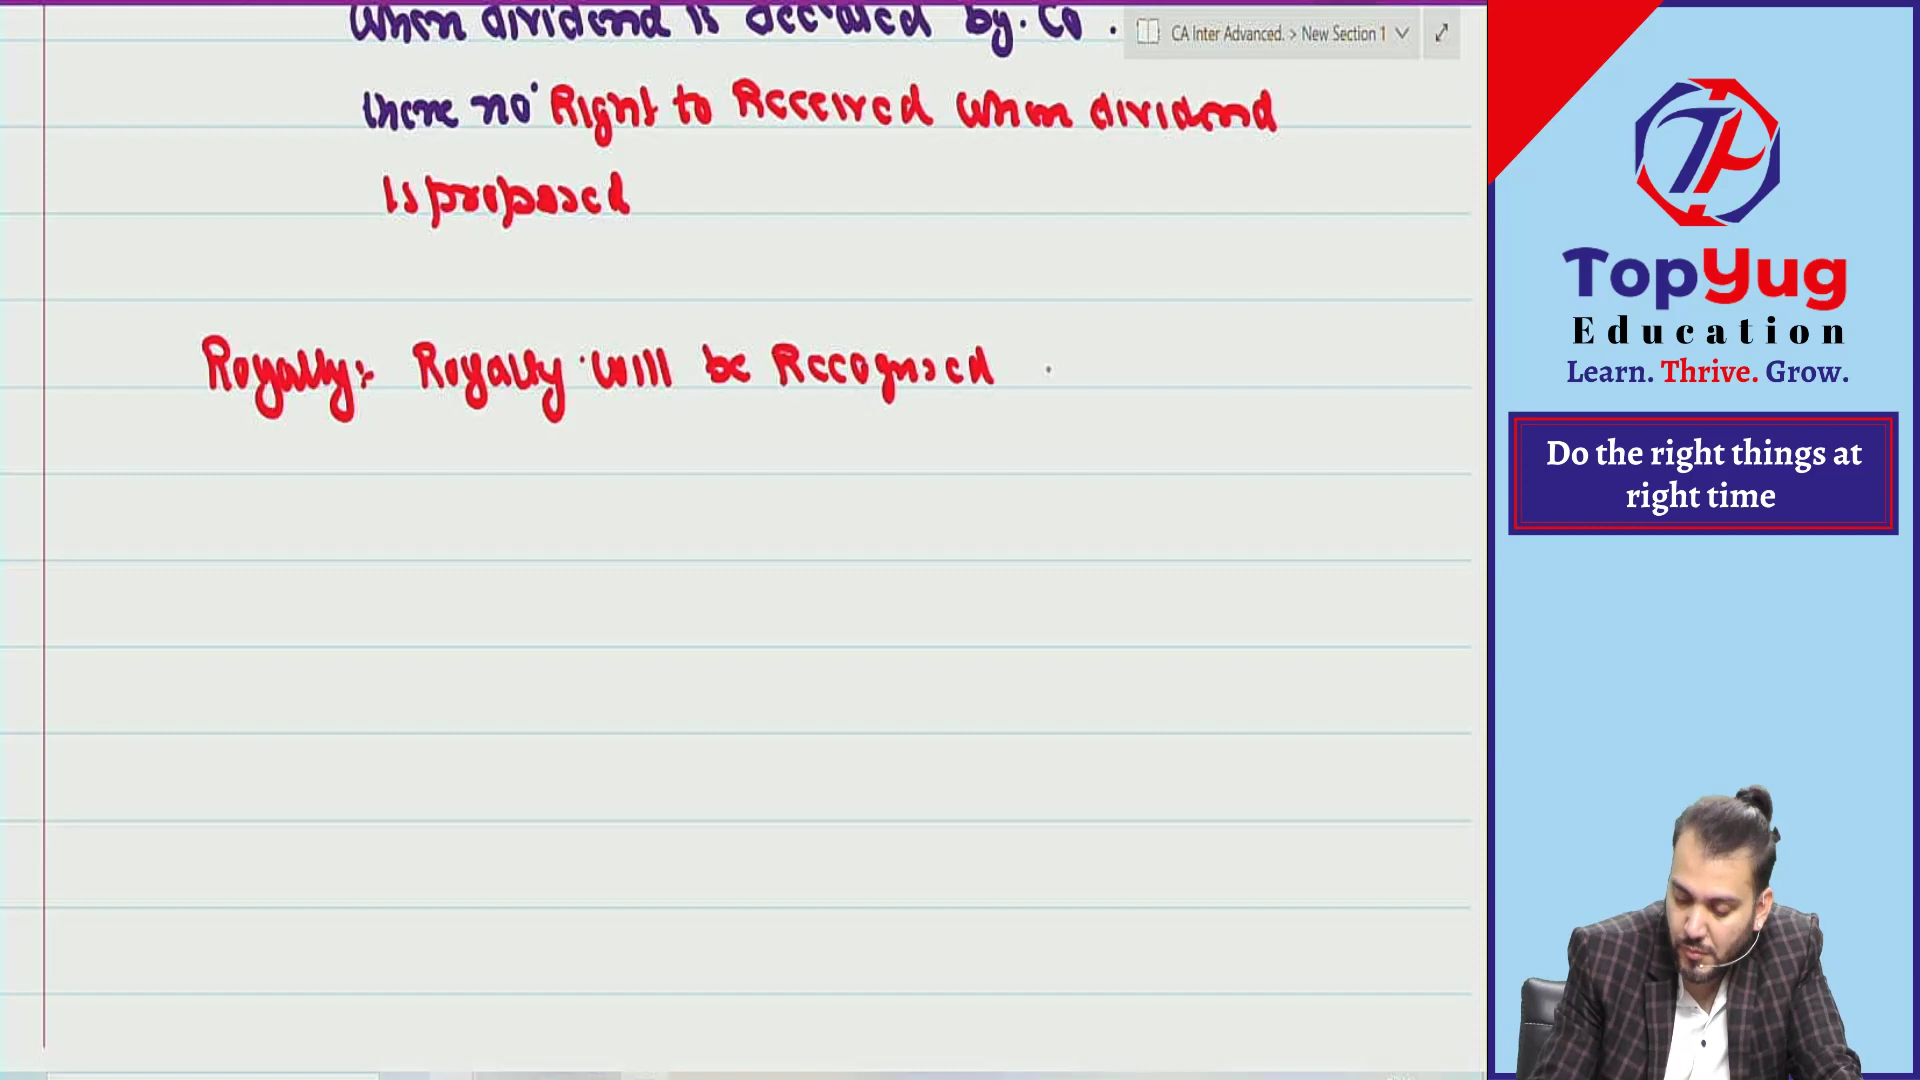 When dividend is declared by. Co.
CA Inter Advanced. > New Section 1
there no Right to Received when dividend
is proposed
Royalty:- Royalty will be Recognised
TopYug
Education
Learn. Thrive. Grow.
Do the right things at
right time